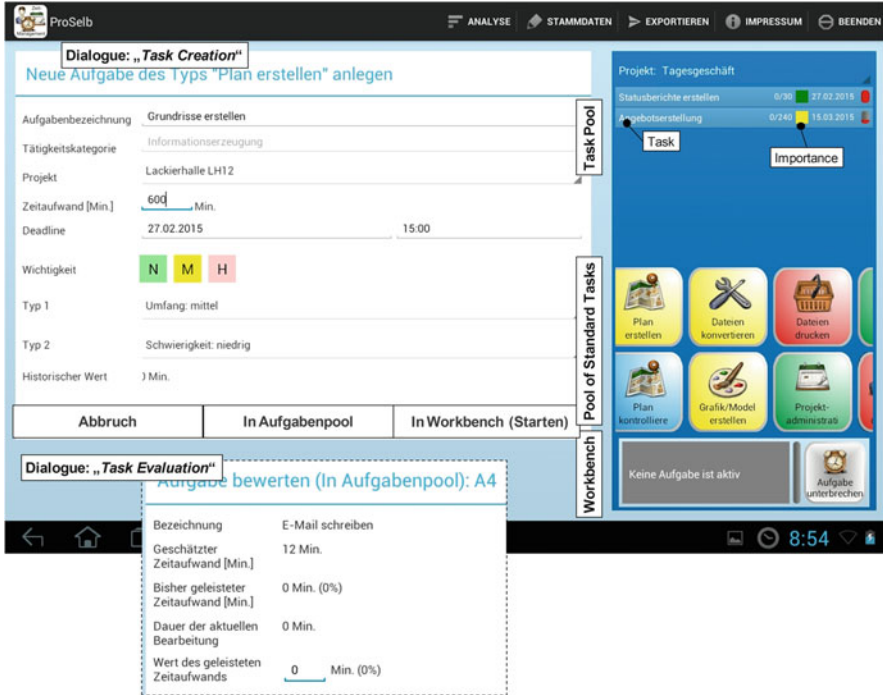 ProSelb
Zeit
Management
ANALYSE
STAMMDATEN
EXPORTIEREN
IMPRESSUM
BEENDEN
Dialogue: „Task Creation“
Neue Aufgabe des Typs "Plan erstellen" anlegen
Aufgabenbezeichnung Grundrisse erstellen
Tätigkeitskategorie Informationserzeugung
Projekt Lackierhalle LH12
Zeitaufwand [Min.] 600 Min.
Deadline 27.02.2015 15:00
Wichtigkeit N M H
Typ 1 Umfang: mittel
Typ 2 Schwierigkeit: niedrig
Historischer Wert Min.
Abbruch
In Aufgabenpool
In Workbench (Starten)
Task Pool
Pool of Standard Tasks
Workbench
Projekt: Tagesgeschäft
Statusberichte erstellen 0/30 27.02.2015
Angebotserstellung 0/240 15.03.2015
Task
Importance
Plan
erstellen
Dateien
konvertieren
Dateien
drucken
Plan
kontrolliere
Grafik/Model
erstellen
Projekt-
administrati
Keine Aufgabe ist aktiv
Aufgabe
unterbrechen
8:54
Dialogue: „Task Evaluation“
Aufgabe bewerten (In Aufgabenpool): A4
Bezeichnung E-Mail schreiben
Geschätzter 12 Min.
Zeitaufwand [Min.]
Bisher geleisteter 0 Min. (0%)
Zeitaufwand [Min.]
Dauer der aktuellen 0 Min.
Bearbeitung
Wert des geleisteten 0 Min. (0%)
Zeitaufwands